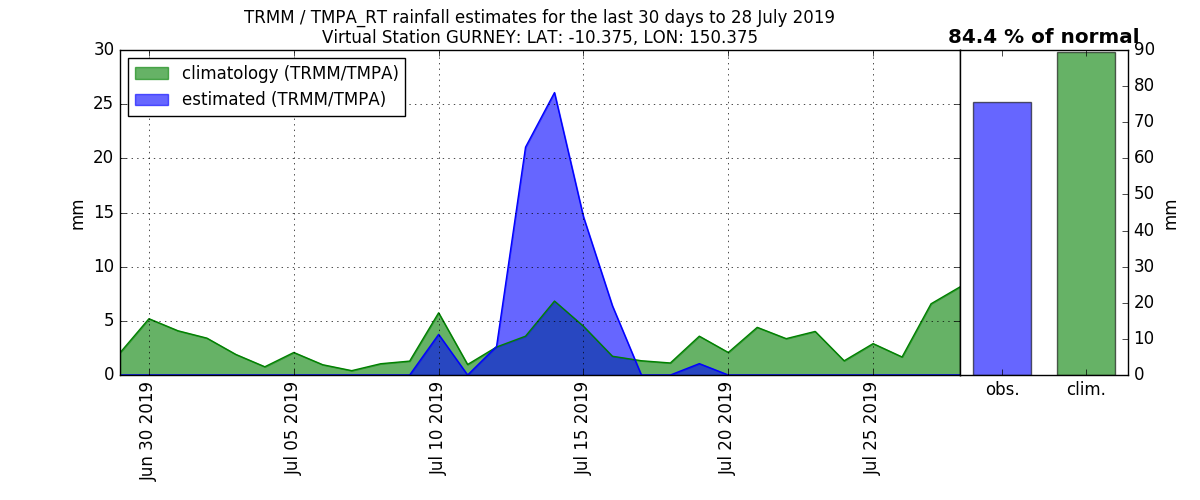 TRMM / TMPA_RT rainfall estimates for the last 30 days to 28 July 2019
Virtual Station GURNEY: LAT: -10.375, LON: 150.375
84.4 % of normal
climatology (TRMM/TMPA)
estimated (TRMM/TMPA)
30
25
20
15
10
5
0
mm
Jun 30 2019
Jul 05 2019
Jul 10 2019
Jul 15 2019
Jul 20 2019
Jul 25 2019
obs.
clim.
90
80
70
60
50
40
30
20
10
0
mm